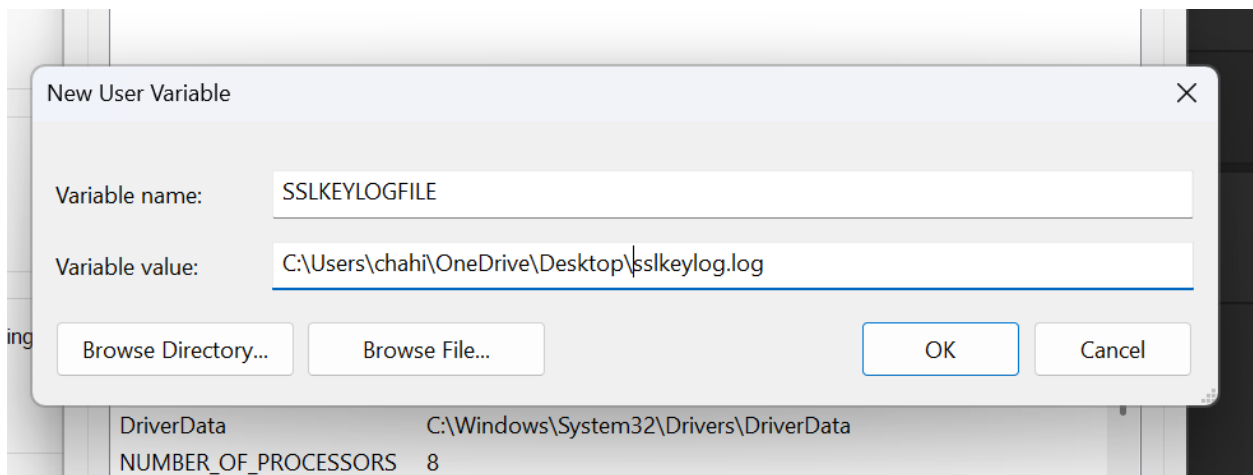 New User Variable
Variable name:
SSLKEYLOGFILE
Variable value:
C:\Users\chahi\OneDrive\Desktop\sslkeylog.log
ing
Browse Directory...
Browse File...
OK
Cancel
DriverData C:\Windows\System32\Drivers\DriverData
NUMBER_OF_PROCESSORS 8